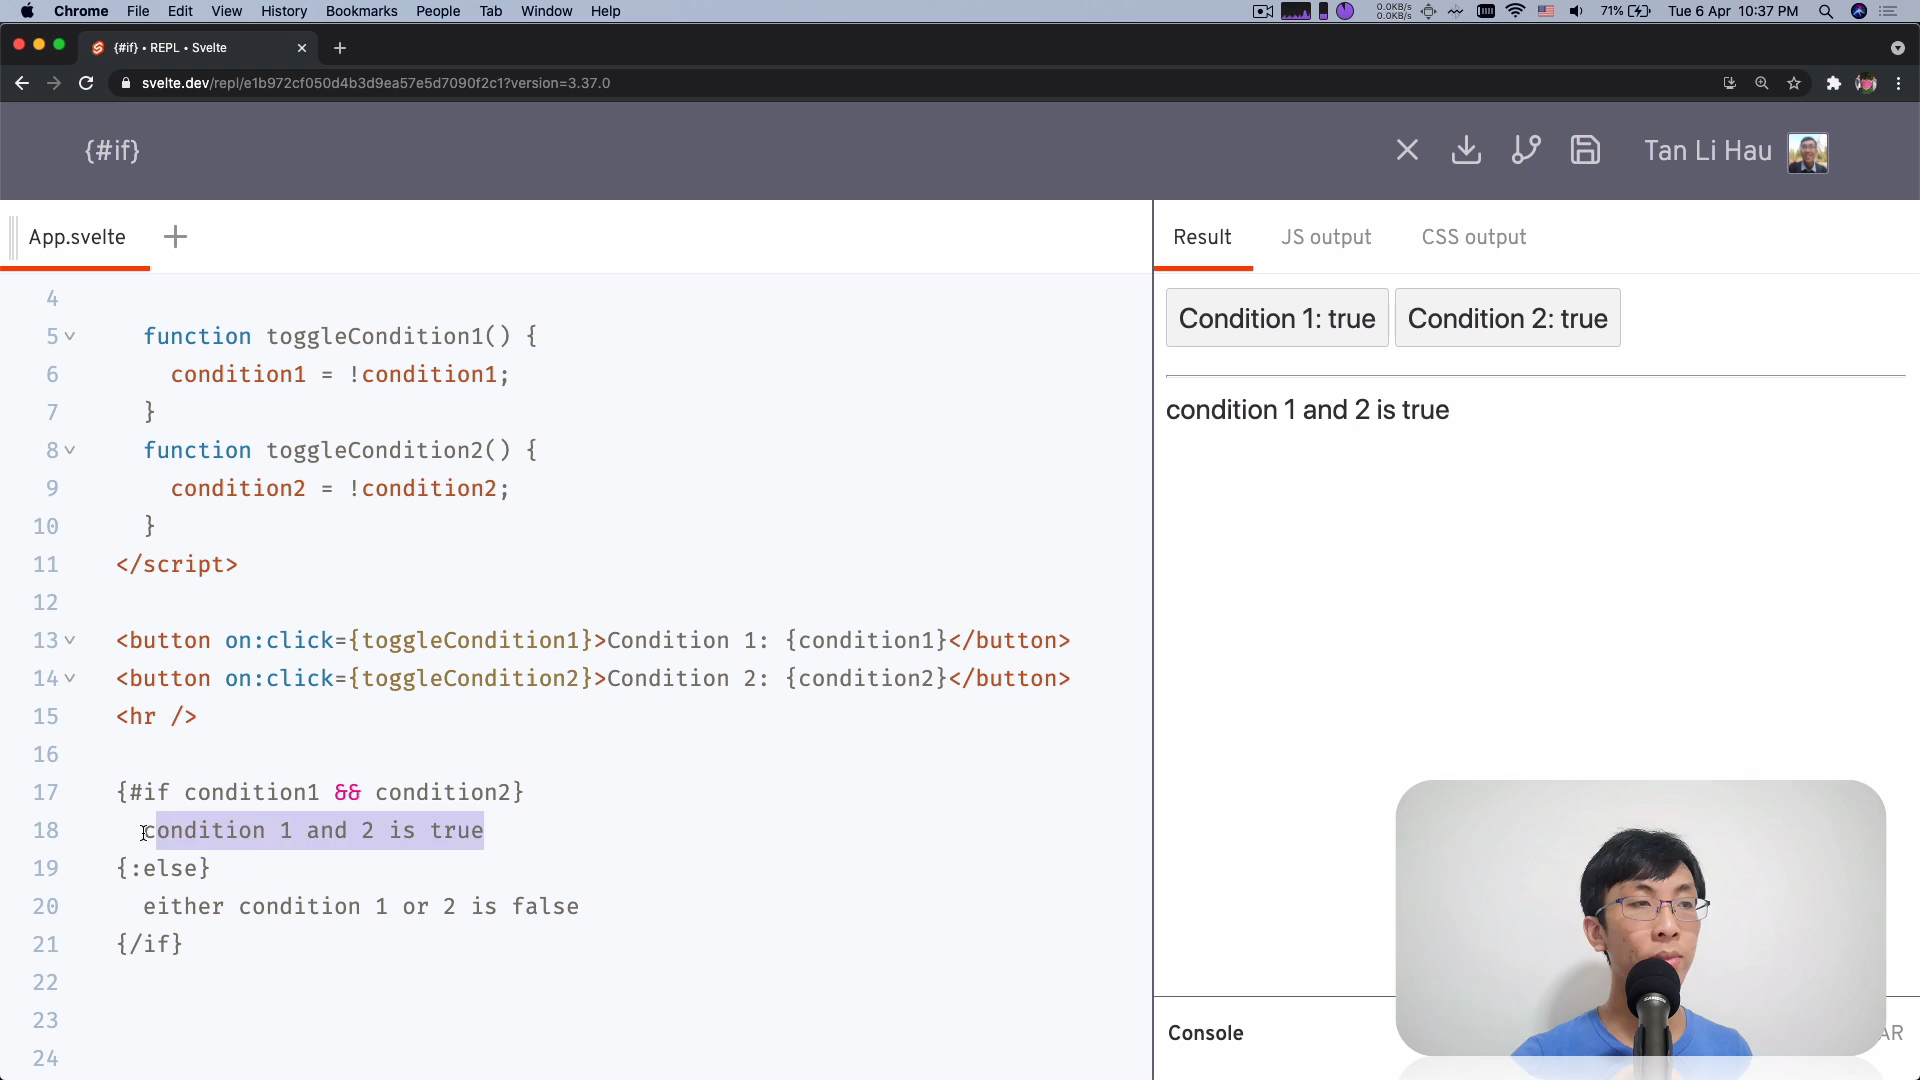 Chrome File Edit View History Bookmarks People Tab Window Help
0.0KB/s
0.0KB/s
71% Tue 6 Apr 10:37 PM
{#if} • REPL • Svelte
svelte.dev/repl/e1b972cf050d4b3d9ea57e5d7090f2c1?version=3.37.0
{#if}
Tan Li Hau
App.svelte
Result JS output CSS output
4
5 function toggleCondition1() {
6 condition1 = !condition1;
7 }
8 function toggleCondition2() {
9 condition2 = !condition2;
10 }
11 </script>
12
13 <button on:click={toggleCondition1}>Condition 1: {condition1}</button>
14 <button on:click={toggleCondition2}>Condition 2: {condition2}</button>
15 <hr />
16
17 {#if condition1 && condition2}
18 condition 1 and 2 is true
19 {:else}
20 either condition 1 or 2 is false
21 {/if}
22
23
24
Condition 1: true Condition 2: true
condition 1 and 2 is true
Console
AR